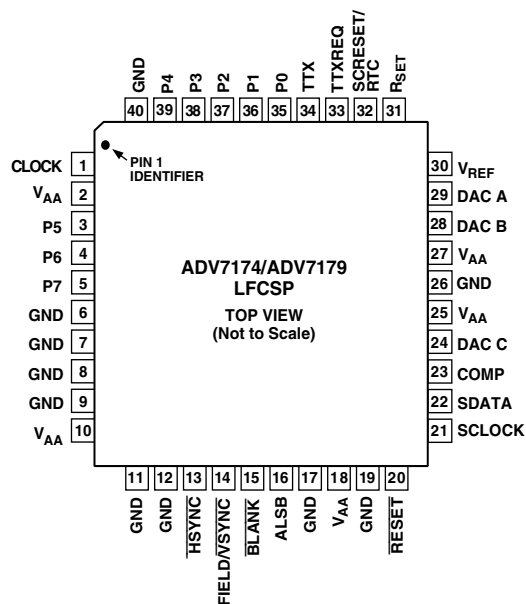 GND P4 P3 P2 P1 P0 TTX TTXREQ SCRESET/RTC RSET
40 39 38 37 36 35 34 33 32 31
PIN 1
IDENTIFIER
CLOCK 1
VAA 2
P5 3
P6 4
P7 5
GND 6
GND 7
GND 8
GND 9
VAA 10
ADV7174/ADV7179
LFCSP
TOP VIEW
(Not to Scale)
30 VREF
29 DAC A
28 DAC B
27 VAA
26 GND
25 VAA
24 DAC C
23 COMP
22 SDATA
21 SCLOCK
11 12 13 14 15 16 17 18 19 20
GND GND HSYNC FIELD/VSYNC BLANK ALSB GND VAA GND RESET